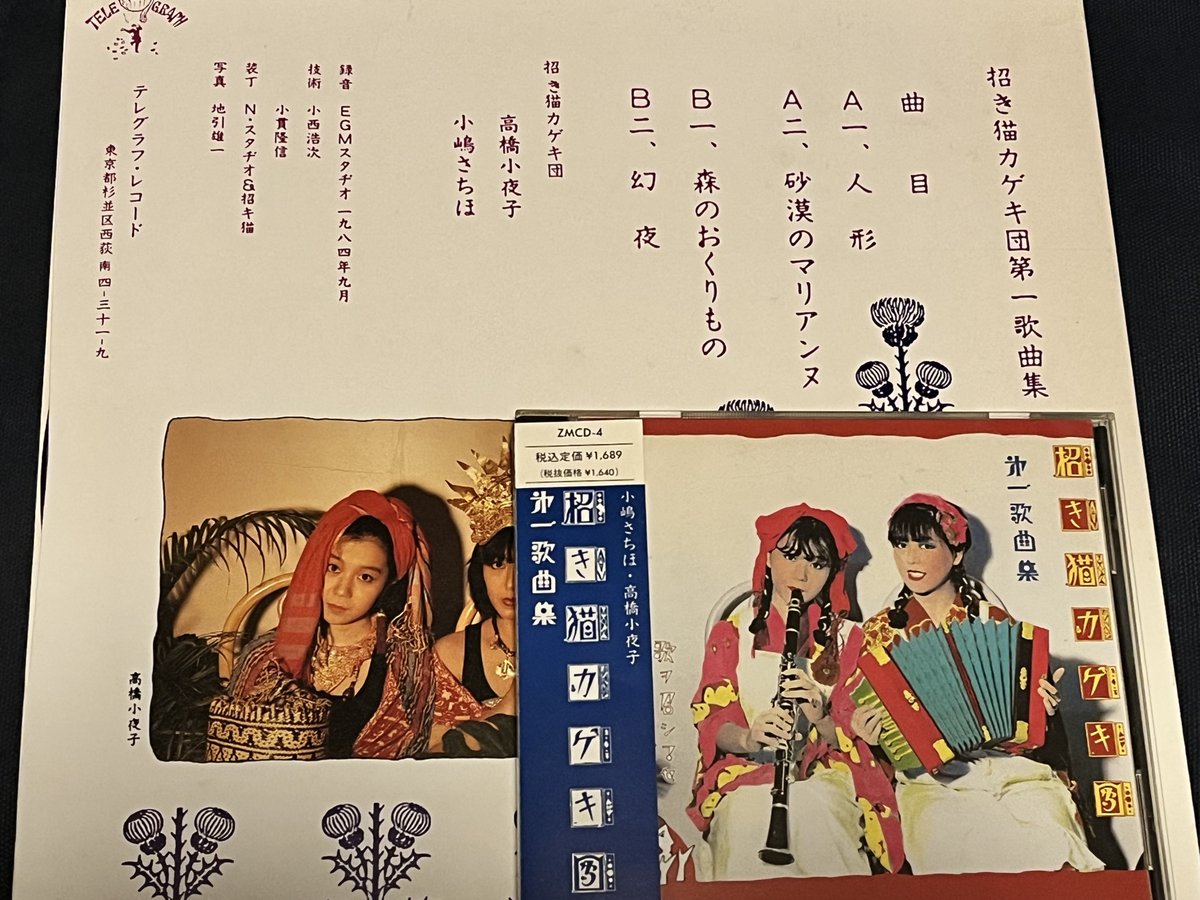 TELEGRAPH
招き猫カゲキ団第一歌曲集
曲目
A一、人形
A二、砂漠のマリアンヌ
B一、森のおくりもの
B二、幻夜
招き猫カゲキ団
高橋小夜子
小嶋さちほ
録音 EGMスタヂオ 一九八四年九月
技術 小西浩次
小貫隆信
装丁 N・スタヂオ&招キ猫
写真 地引雄一
テレグラフ・レコード
東京都杉並区西荻南四-三十一-九
高橋小夜子
ZMCD-4
税込定価¥1,689
(税抜価格¥1,640)
小嶋さちほ・高橋小夜子
招き猫カゲキ団
第一歌曲集
招き猫カゲキ団
第一歌曲集